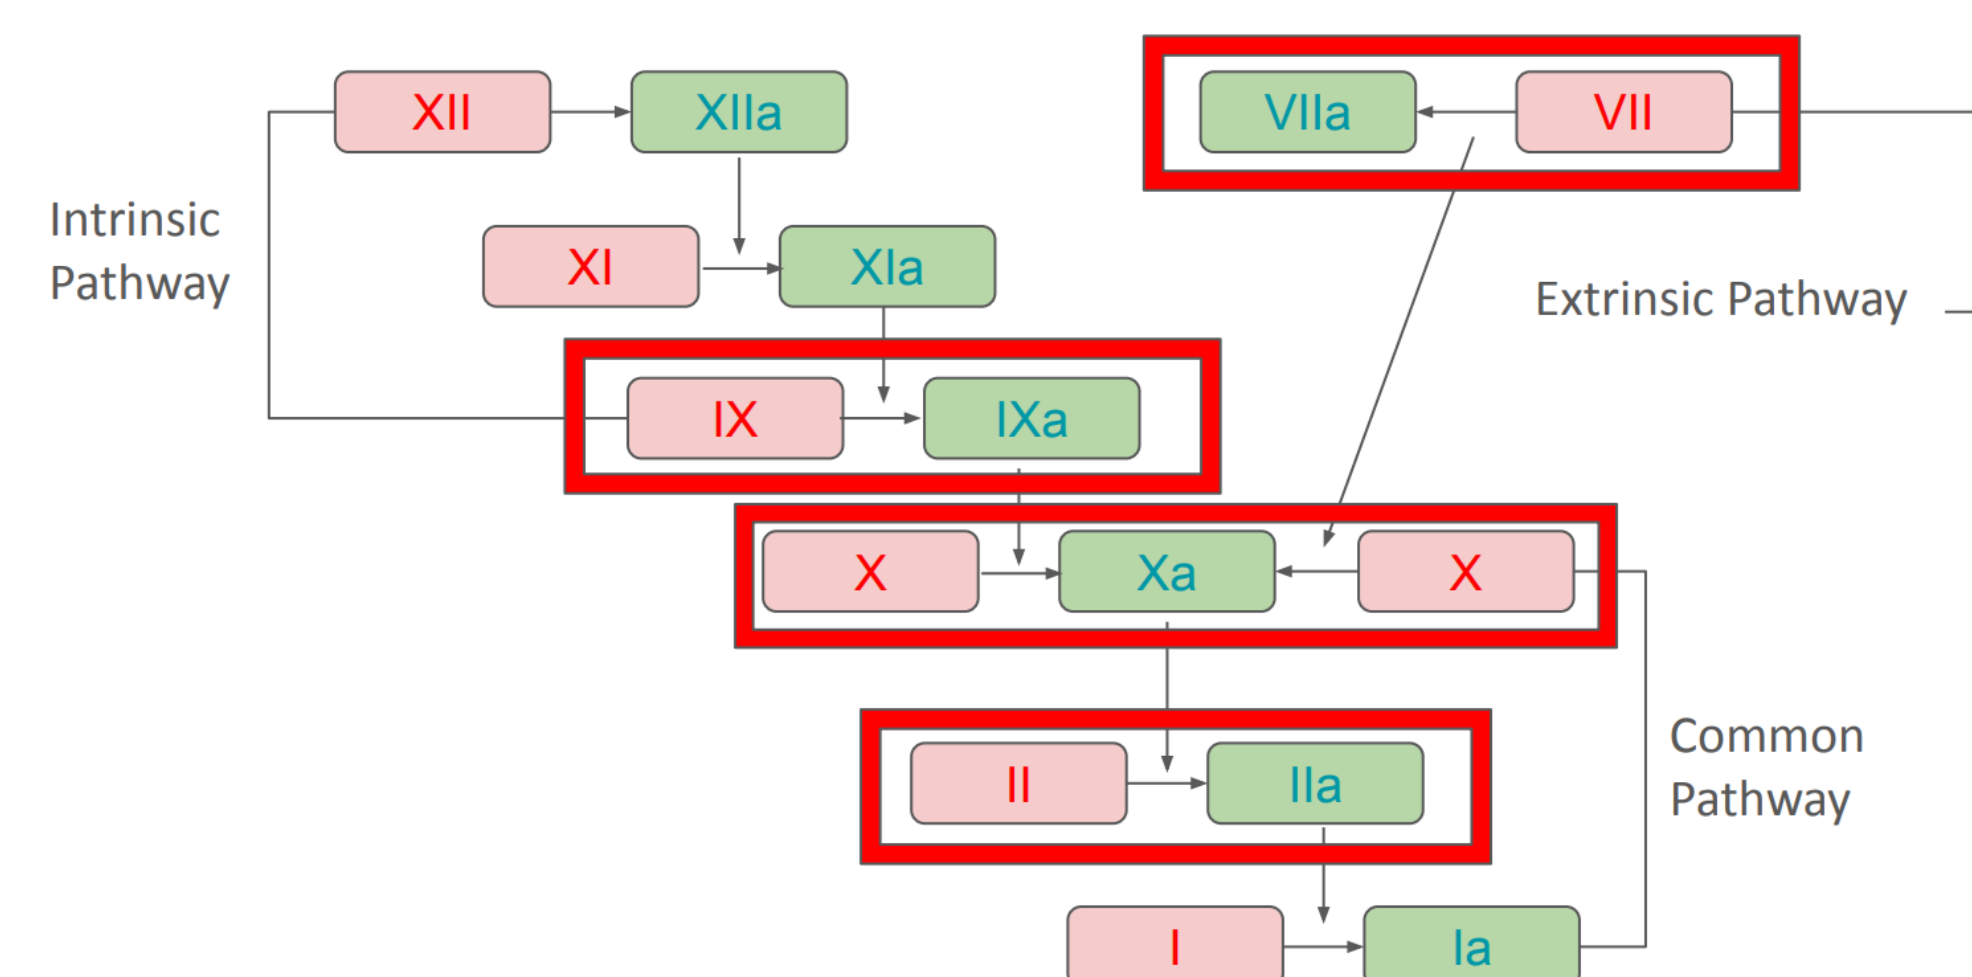 XII
XIIa
VIIa
VII
Intrinsic
Pathway
XI
XIa
Extrinsic Pathway
IX
IXa
X
Xa
X
Common
Pathway
II
IIa
I
Ia